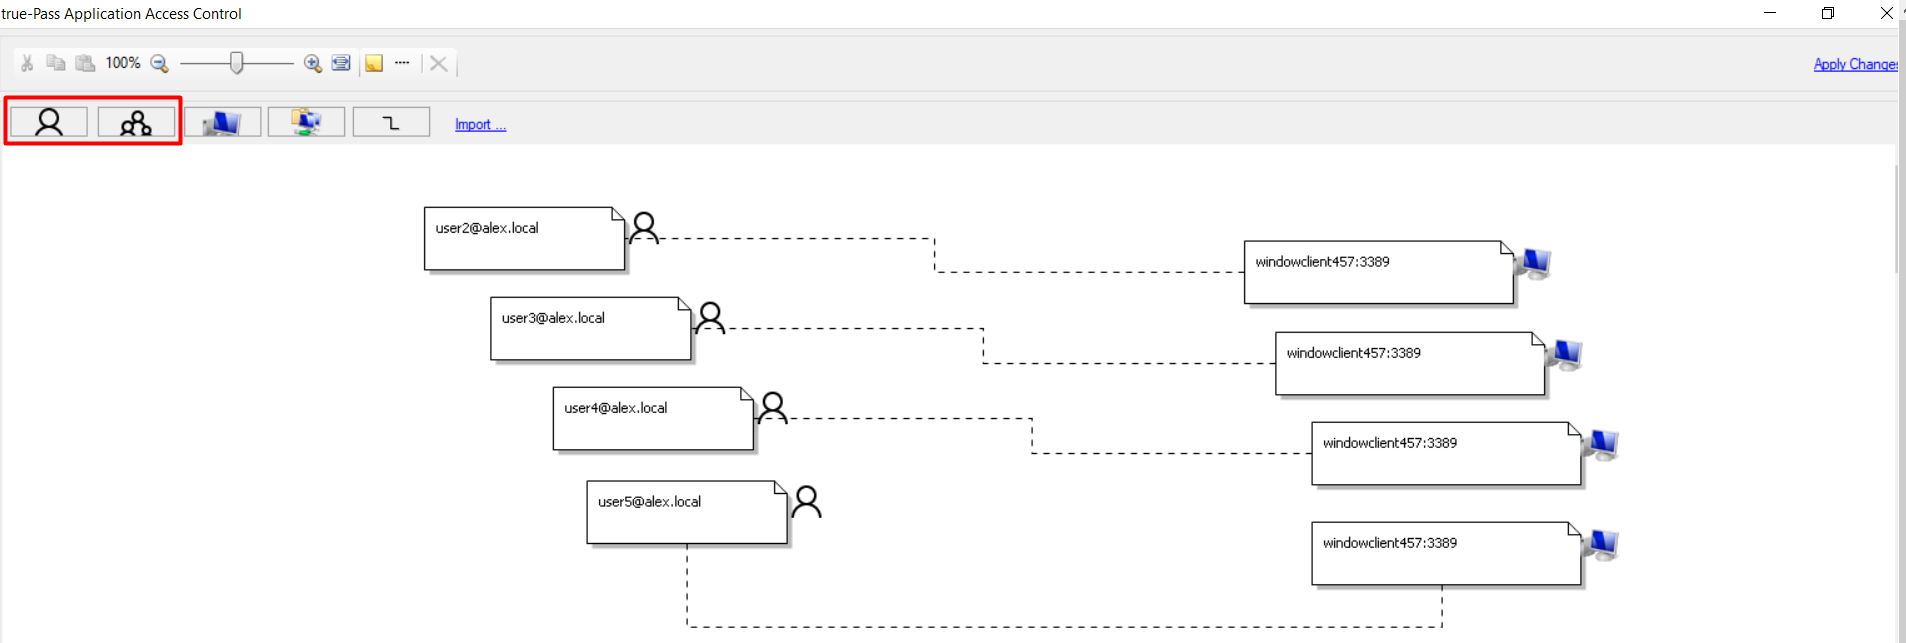 true-Pass Application Access Control
100%
Apply Changes
Import ...
user2@alex.local
windowclient457:3389
user3@alex.local
windowclient457:3389
user4@alex.local
windowclient457:3389
user5@alex.local
windowclient457:3389